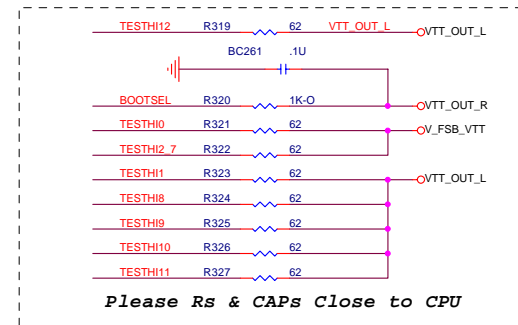 TESTHI12 R319 62 VTT_OUT_L VTT_OUT_L
BC261 .1U
BOOTSEL R320 1K-O VTT_OUT_R
TESTHI0 R321 62 V_FSB_VTT
TESTHI2_7 R322 62
TESTHI1 R323 62 VTT_OUT_L
TESTHI8 R324 62
TESTHI9 R325 62
TESTHI10 R326 62
TESTHI11 R327 62
Please Rs & CAPs Close to CPU